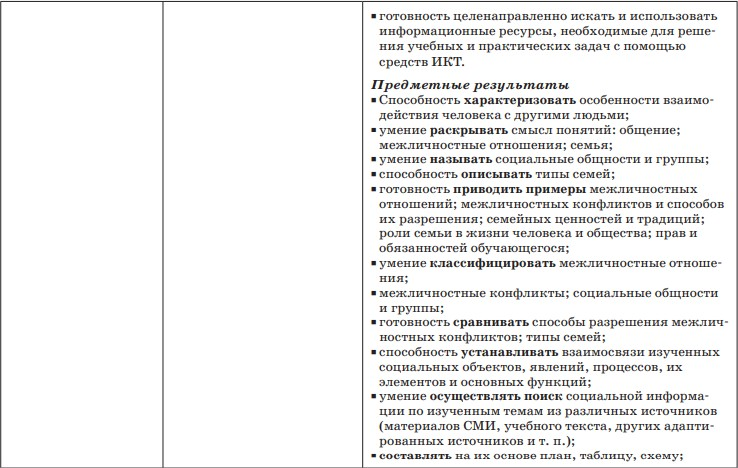 ▪ готовность целенаправленно искать и использовать
информационные ресурсы, необходимые для реше-
ния учебных и практических задач с помощью
средств ИКТ.
Предметные результаты
▪ Способность характеризовать особенности взаимо-
действия человека с другими людьми;
▪ умение раскрывать смысл понятий: общение;
межличностные отношения; семья;
▪ умение называть социальные общности и группы;
▪ способность описывать типы семей;
▪ готовность приводить примеры межличностных
отношений; межличностных конфликтов и способов
их разрешения; семейных ценностей и традиций;
роли семьи в жизни человека и общества; прав и
обязанностей обучающегося;
▪ умение классифицировать межличностные отноше-
ния;
▪ межличностные конфликты; социальные общности
и группы;
▪ готовность сравнивать способы разрешения межлич-
ностных конфликтов; типы семей;
▪ способность устанавливать взаимосвязи изученных
социальных объектов, явлений, процессов, их
элементов и основных функций;
▪ умение осуществлять поиск социальной информа-
ции по изученным темам из различных источников
(материалов СМИ, учебного текста, других адапти-
рованных источников и т. п.);
▪ составлять на их основе план, таблицу, схему;